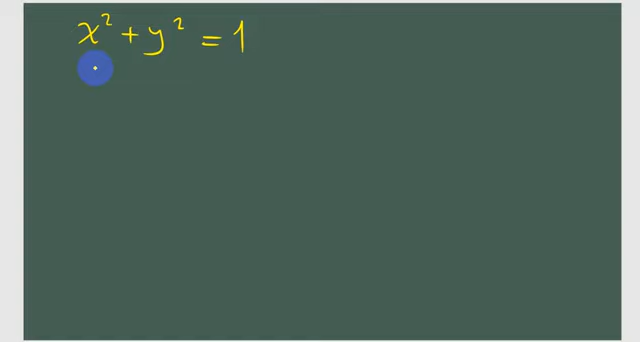 x² + y² = 1